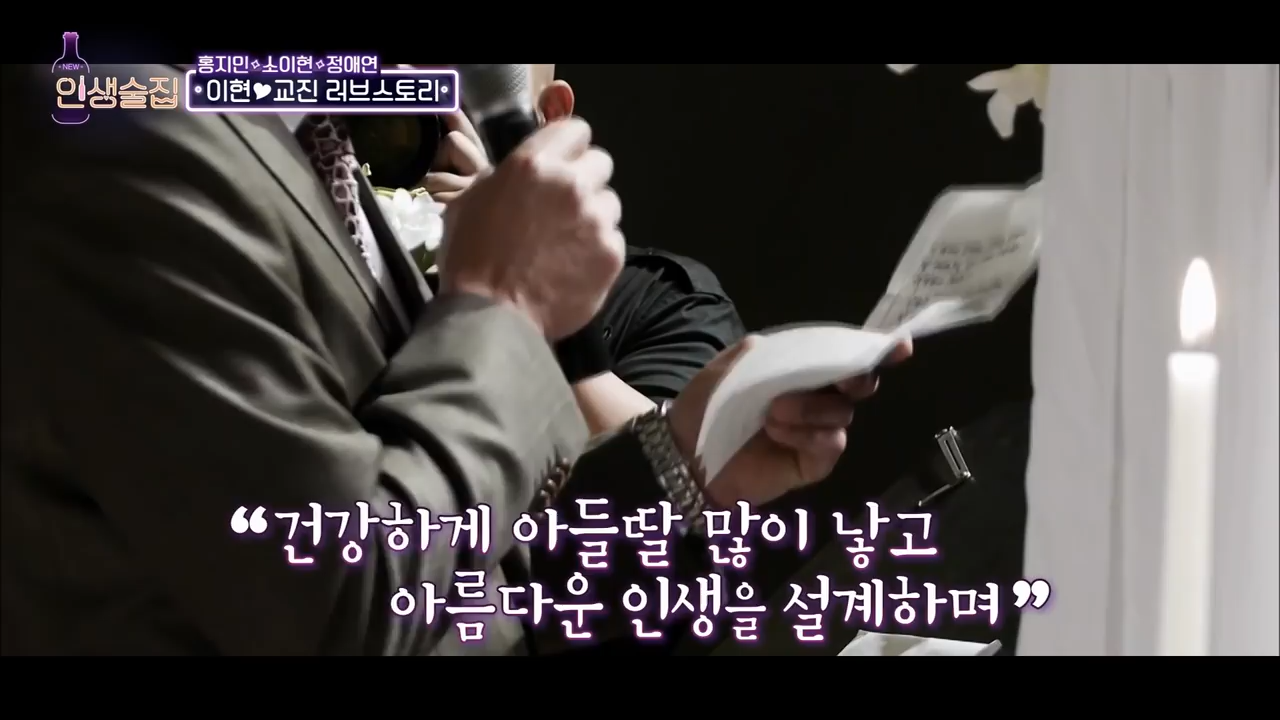 NEW
인생술집
홍지민✧소이현✧정애연
이현♥교진 러브스토리
“건강하게 아들딸 많이 낳고
아름다운 인생을 설계하며”